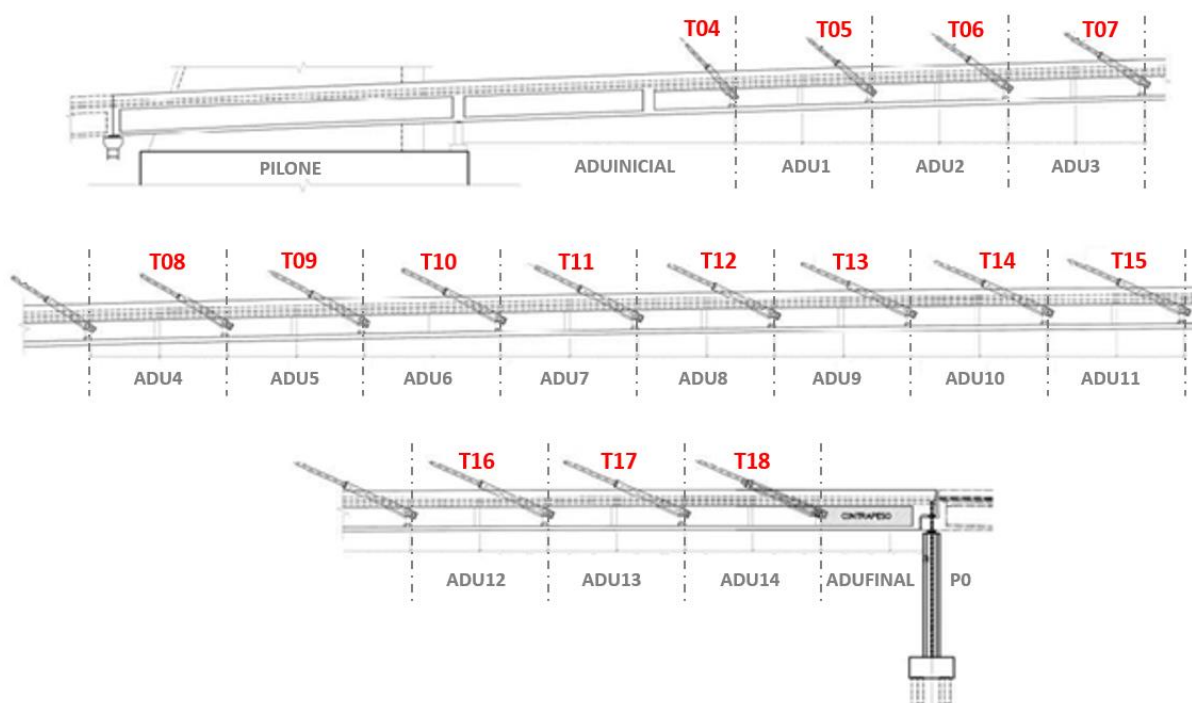 T04 T05 T06 T07
PILONE ADUINICIAL ADU1 ADU2 ADU3
T08 T09 T10 T11 T12 T13 T14 T15
ADU4 ADU5 ADU6 ADU7 ADU8 ADU9 ADU10 ADU11
T16 T17 T18
CONTRAPESO
ADU12 ADU13 ADU14 ADUFINAL P0